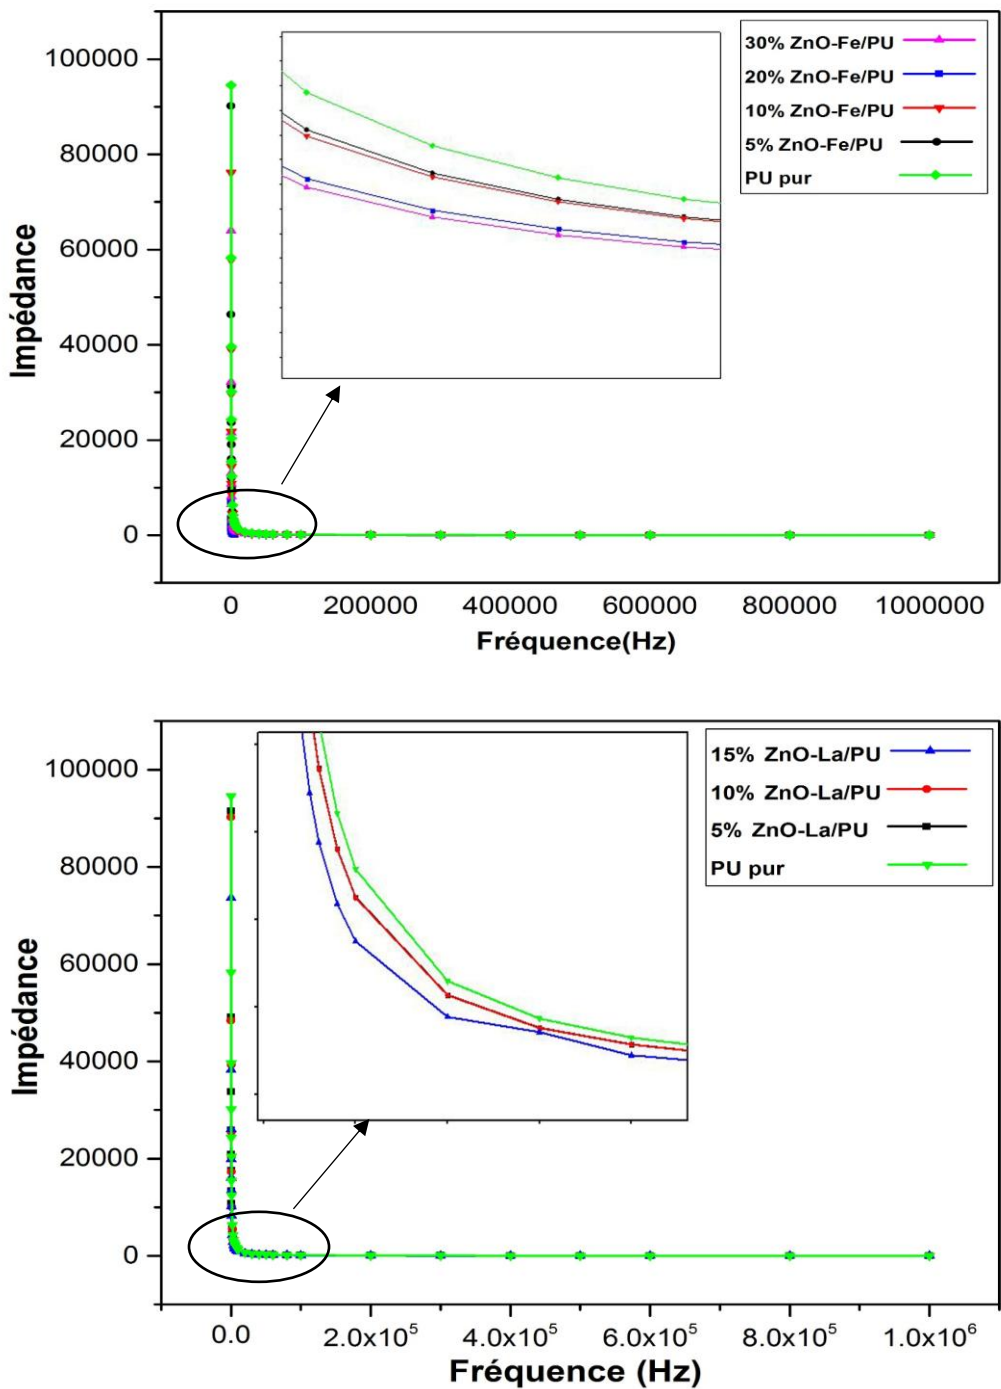 30% ZnO-Fe/PU
20% ZnO-Fe/PU
10% ZnO-Fe/PU
5% ZnO-Fe/PU
PU pur
100000
80000
60000
40000
20000
0
Impédance
0 200000 400000 600000 800000 1000000
Fréquence(Hz)
15% ZnO-La/PU
10% ZnO-La/PU
5% ZnO-La/PU
PU pur
100000
80000
60000
40000
20000
0
Impédance
0.0 2.0x10⁵ 4.0x10⁵ 6.0x10⁵ 8.0x10⁵ 1.0x10⁶
Fréquence (Hz)